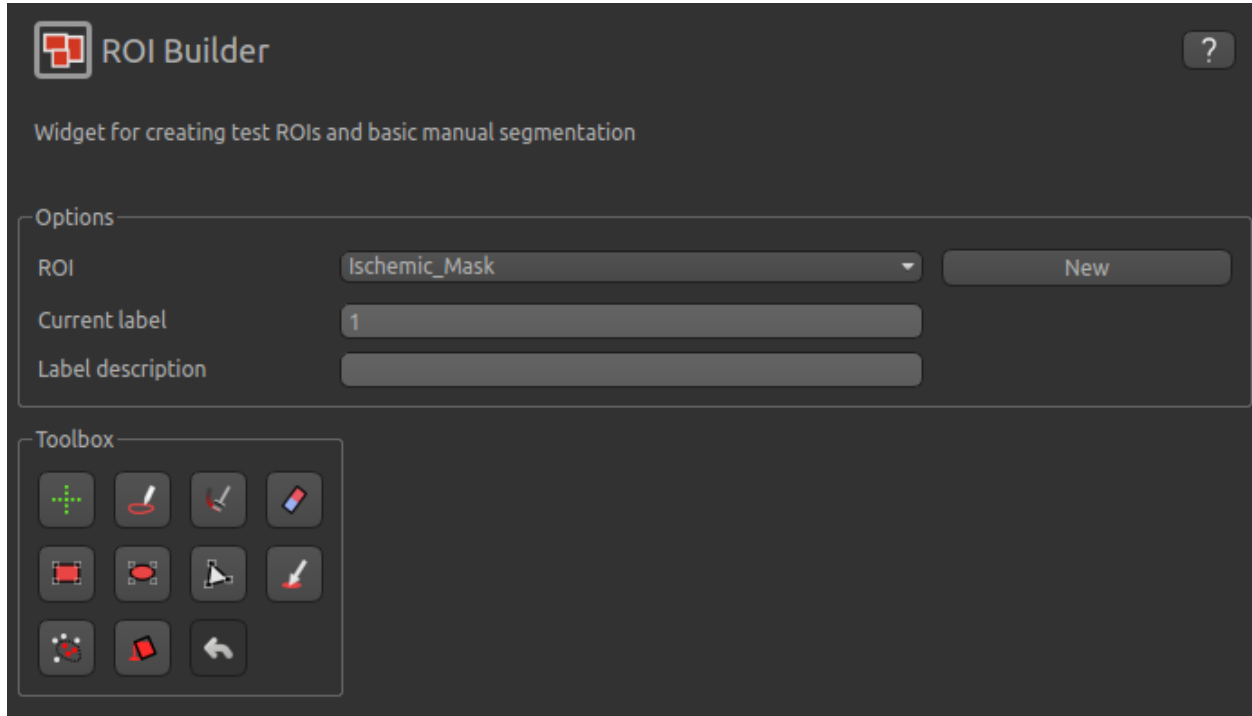 ROI Builder
?
Widget for creating test ROIs and basic manual segmentation
Options
ROI
Ischemic_Mask
New
Current label
1
Label description
Toolbox